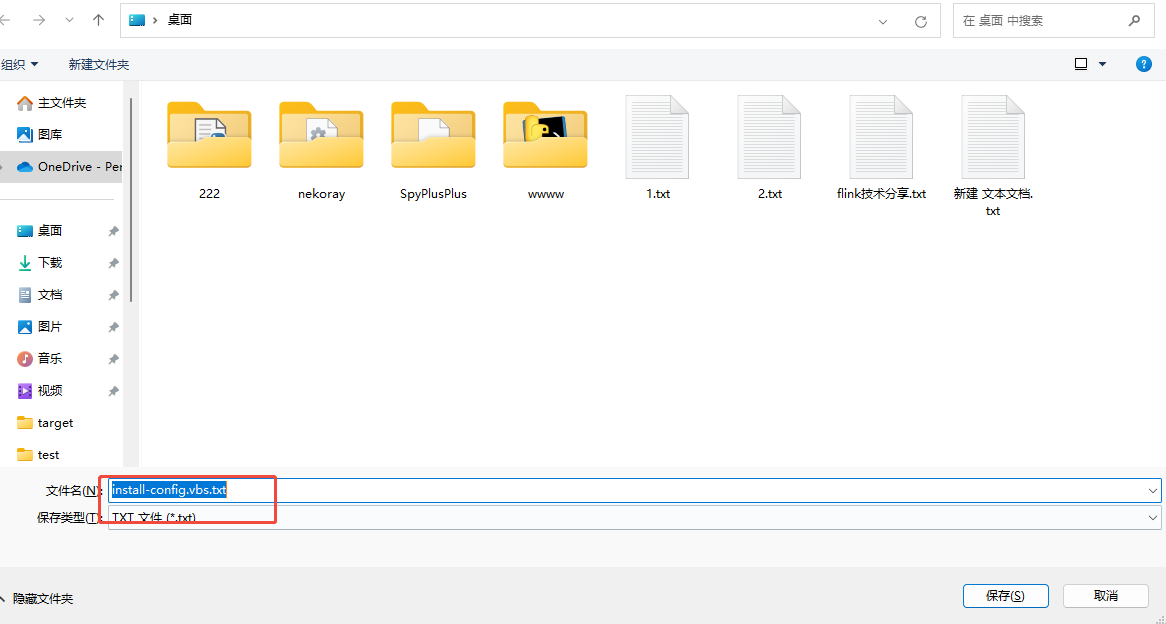 桌面
在 桌面 中搜索
组织
新建文件夹
主文件夹
图库
OneDrive - Per
桌面
下载
文档
图片
音乐
视频
target
test
222
nekoray
SpyPlusPlus
wwww
1.txt
2.txt
flink技术分享.txt
新建 文本文档.
txt
文件名(N):
install-config.vbs.txt
保存类型(T):
TXT 文件 (*.txt)
隐藏文件夹
保存(S)
取消